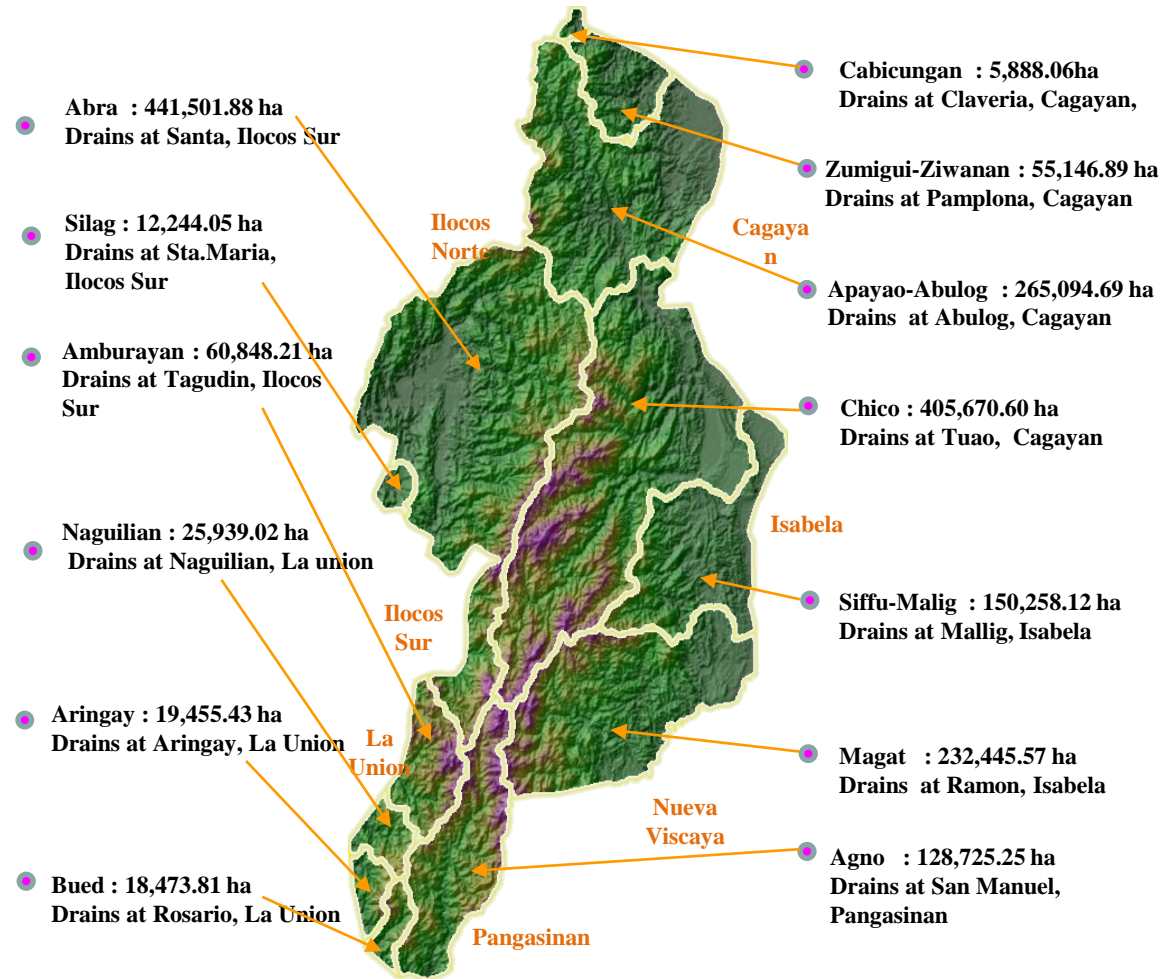 Abra : 441,501.88 ha
Drains at Santa, Ilocos Sur
Silag : 12,244.05 ha
Drains at Sta.Maria,
Ilocos Sur
Amburayan : 60,848.21 ha
Drains at Tagudin, Ilocos
Sur
Naguilian : 25,939.02 ha
Drains at Naguilian, La union
Aringay : 19,455.43 ha
Drains at Aringay, La Union
Bued : 18,473.81 ha
Drains at Rosario, La Union
Ilocos
Norte
Cagaya
n
Isabela
Ilocos
Sur
La
Union
Nueva
Viscaya
Pangasinan
Cabicungan : 5,888.06ha
Drains at Claveria, Cagayan,
Zumigui-Ziwanan : 55,146.89 ha
Drains at Pamplona, Cagayan
Apayao-Abulog : 265,094.69 ha
Drains at Abulog, Cagayan
Chico : 405,670.60 ha
Drains at Tuao, Cagayan
Siffu-Malig : 150,258.12 ha
Drains at Mallig, Isabela
Magat : 232,445.57 ha
Drains at Ramon, Isabela
Agno : 128,725.25 ha
Drains at San Manuel,
Pangasinan